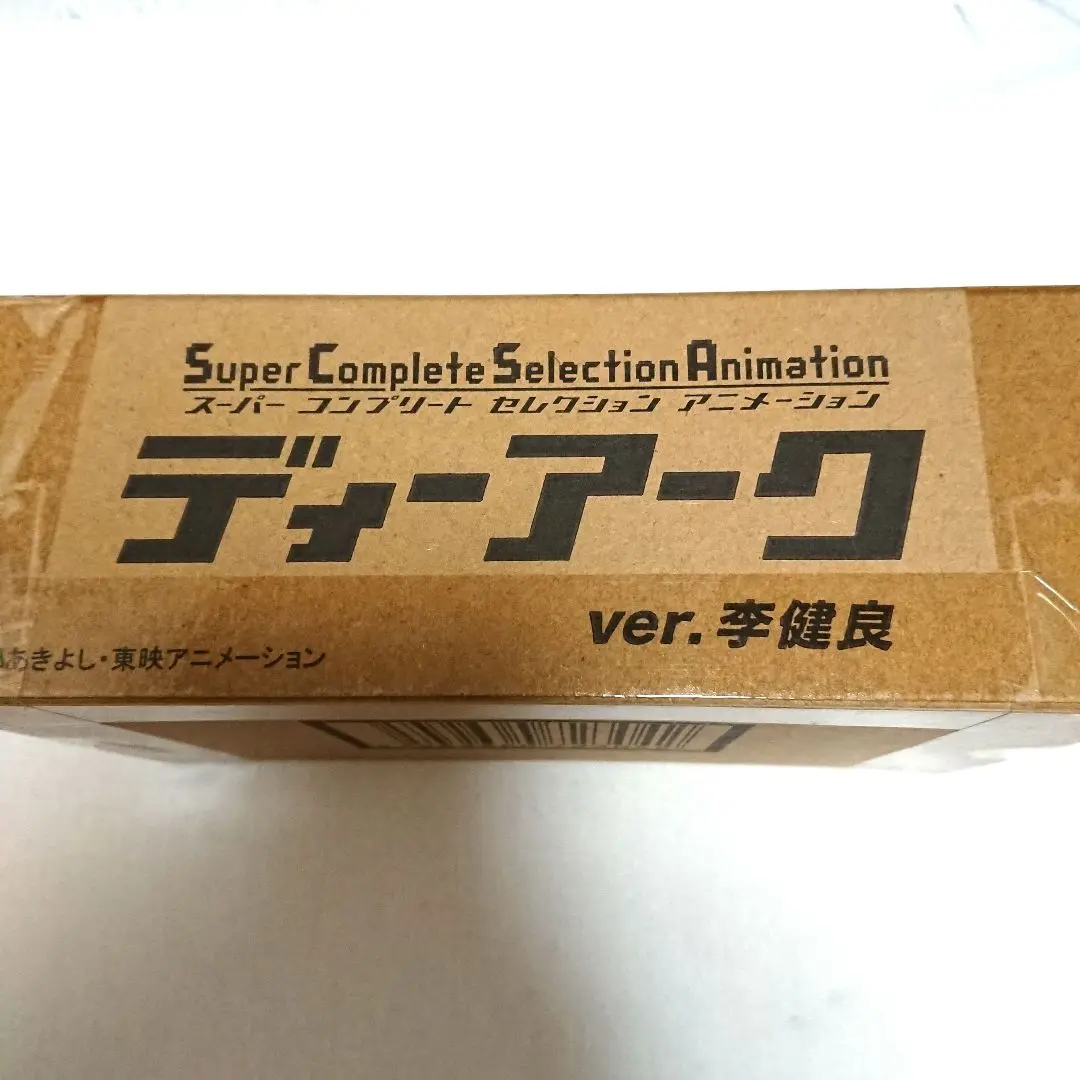 Super Complete Selection Animation
スーパー コンプリート セレクション アニメーション
ディーアーク
ver.李健良
あきよし・東映アニメーション